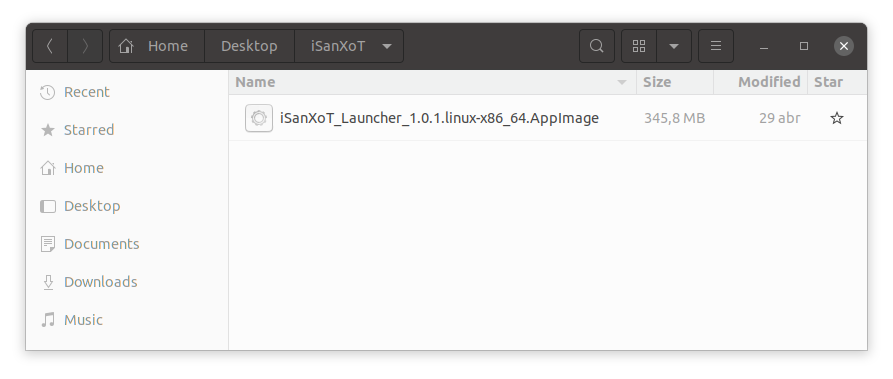 Home Desktop iSanXoT
Recent
Starred
Home
Desktop
Documents
Downloads
Music
Name Size Modified Star
iSanXoT_Launcher_1.0.1.linux-x86_64.AppImage 345,8 MB 29 abr